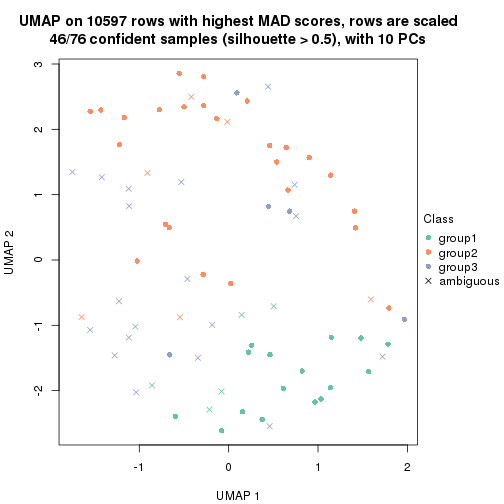 UMAP on 10597 rows with highest MAD scores, rows are scaled
46/76 confident samples (silhouette > 0.5), with 10 PCs
3
2
1
0
-1
-2
UMAP 2
-1
0
1
2
UMAP 1
Class
group1
group2
group3
ambiguous